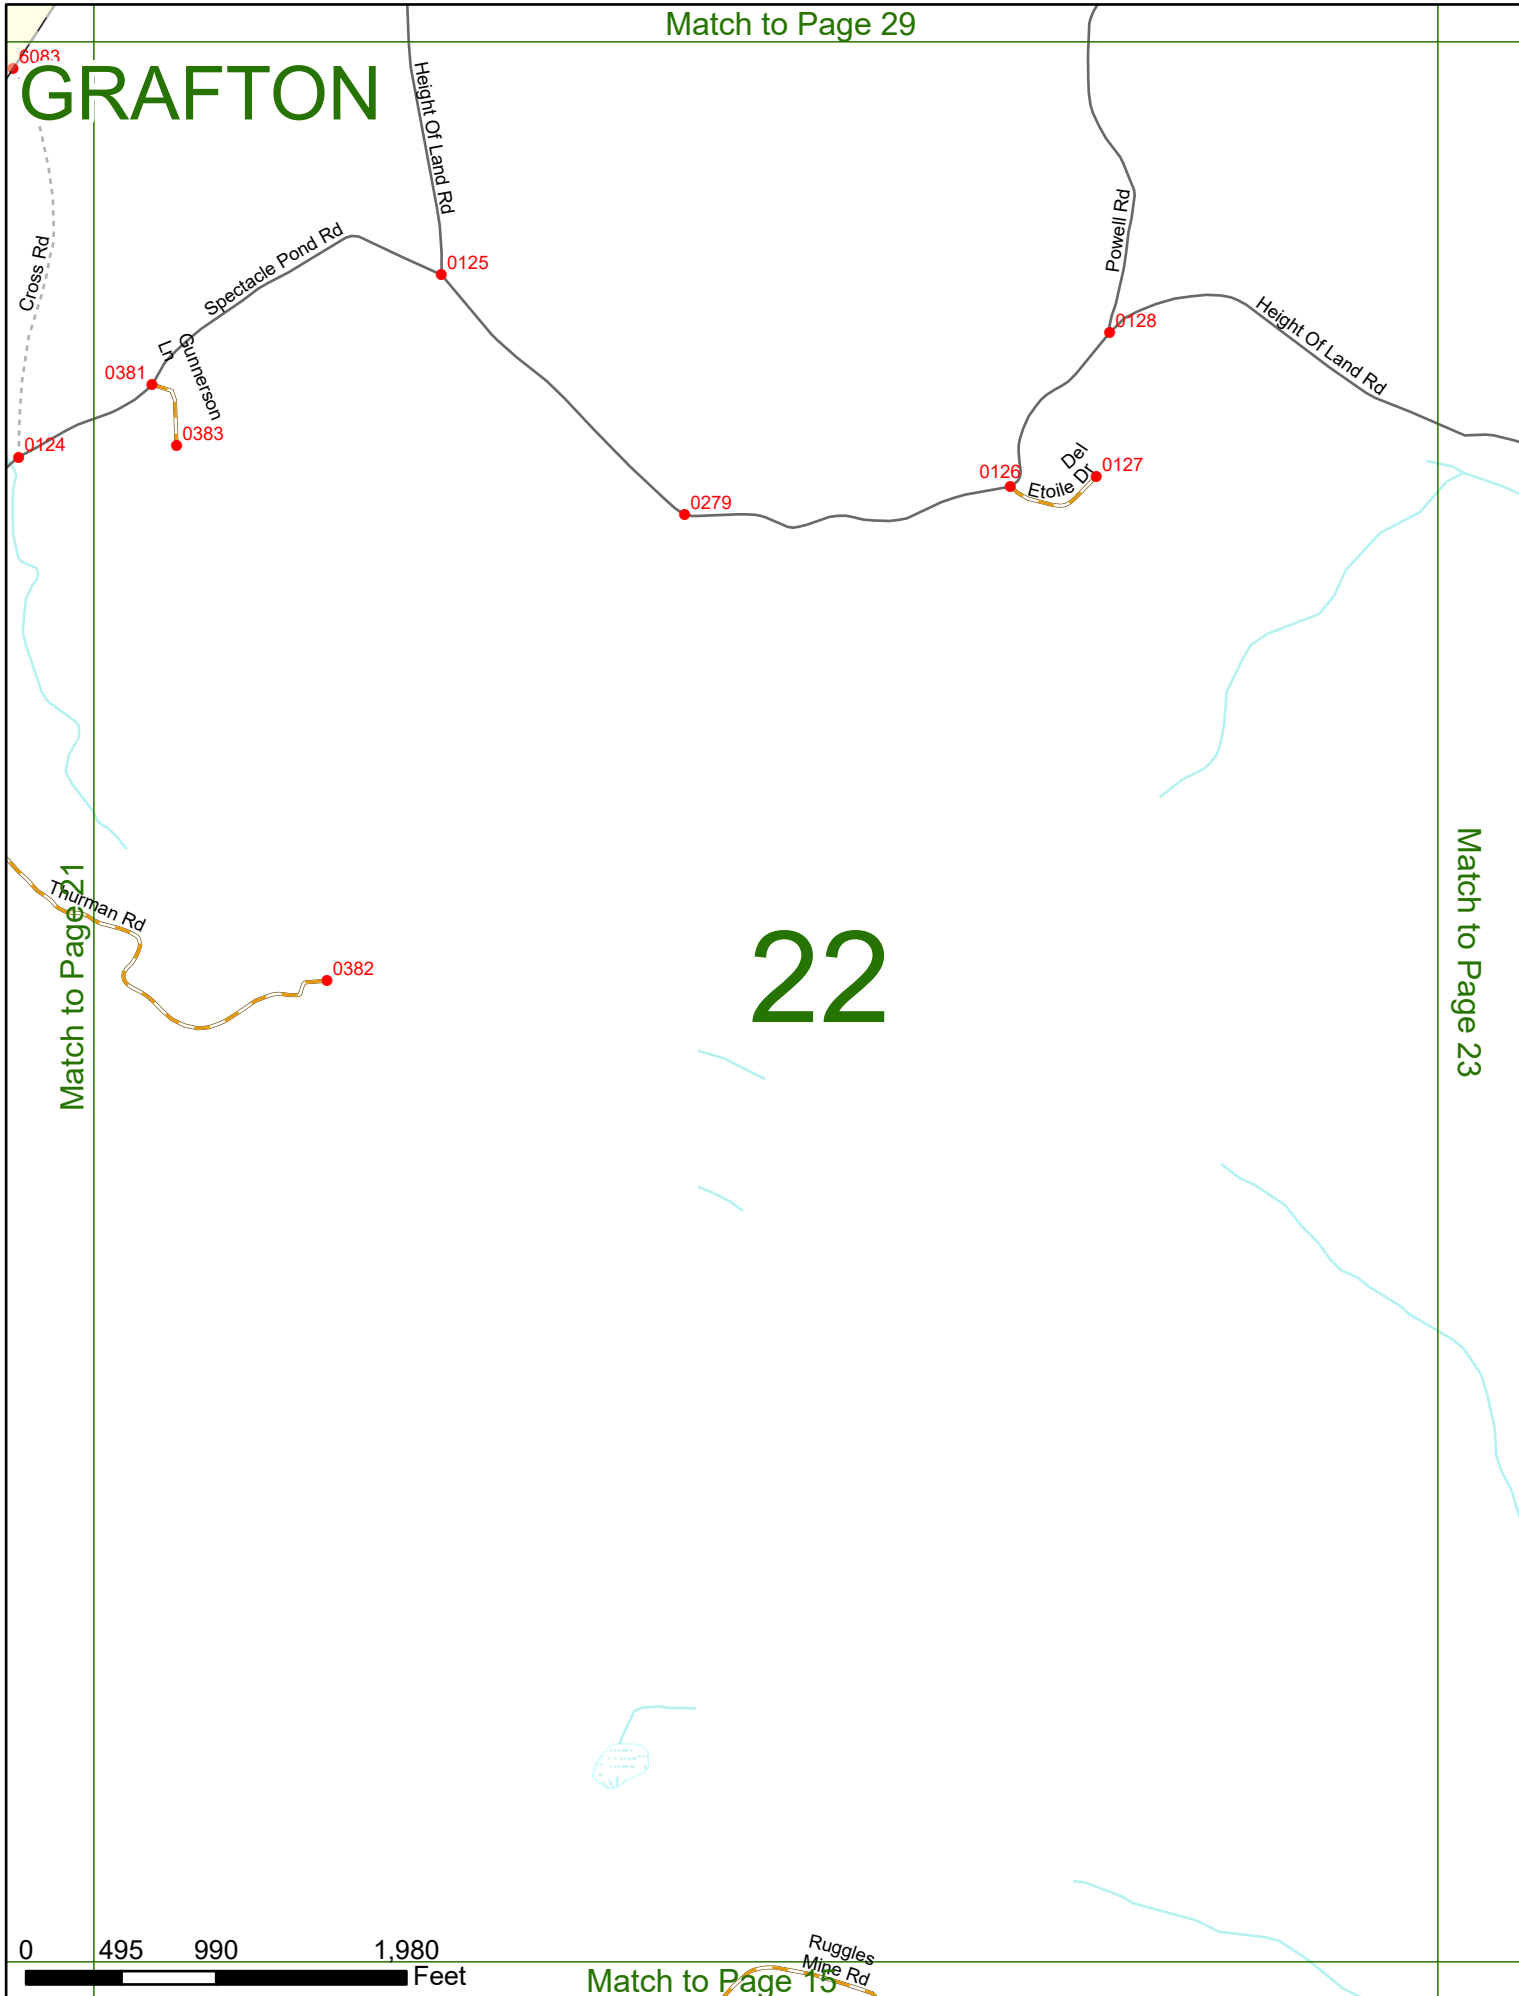 Match to Page 29
6083
GRAFTON
Height Of Land Rd
Powell Rd
Cross Rd
Spectacle Pond Rd
0125
0128
Height Of Land Rd
Gunnerson
Ln
0381
0383
0124
0126
Del
Etoile Dr
0127
0279
Match to Page 21
Thurman Rd
0382
22
Match to Page 23
0 495 990 1,980
Feet
Ruggles
Mine Rd
Match to Page 15